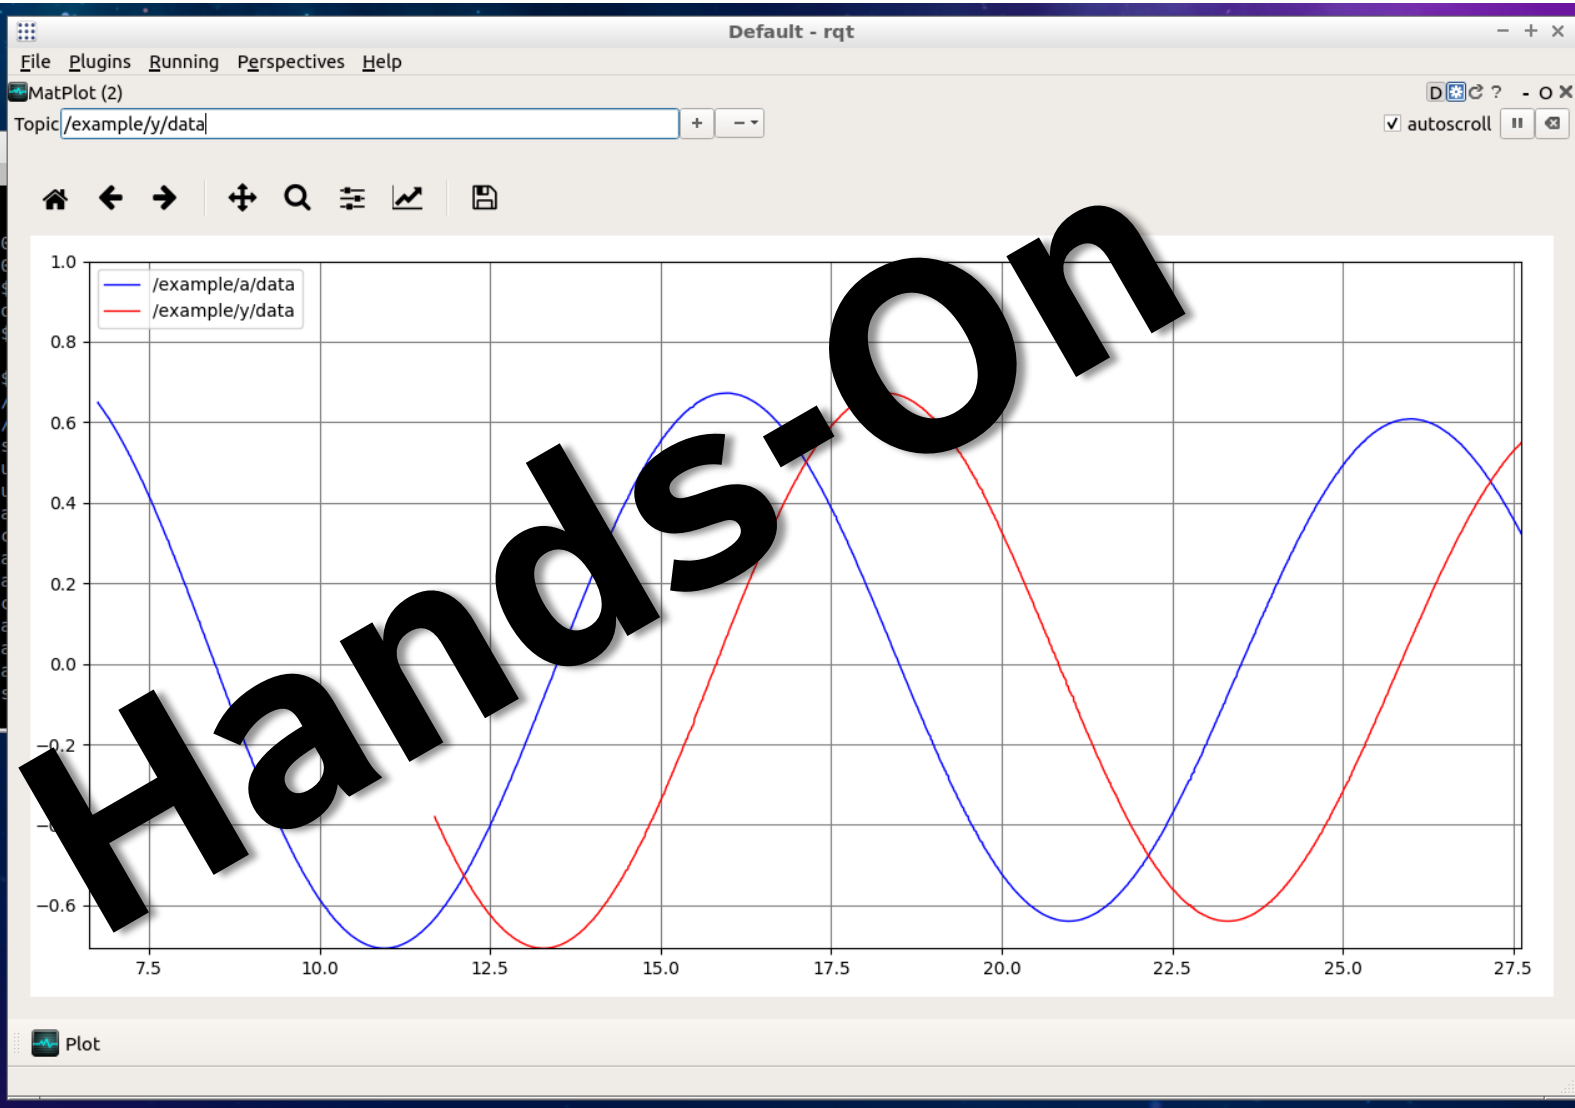 Default - rqt
File Plugins Running Perspectives Help
MatPlot (2)
D ? - O
Topic /example/y/data + - autoscroll
1.0
/example/a/data
/example/y/data
0.8
0.6
0.4
0.2
0.0
−0.2
−0.6
7.5 10.0 12.5 15.0 17.5 20.0 22.5 25.0 27.5
Hands-On
Plot